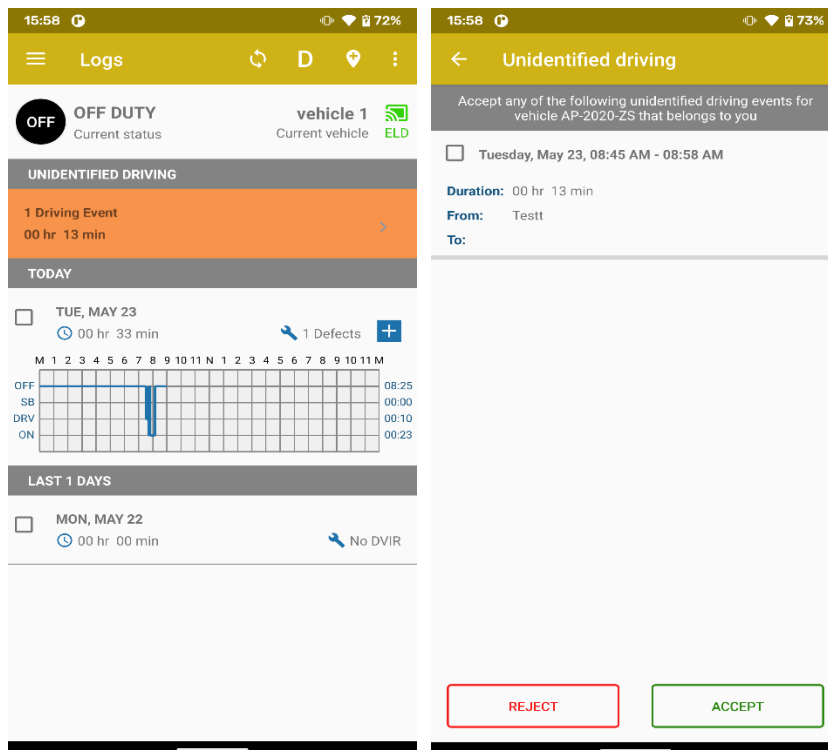 15:58 72%
Logs D
OFF OFF DUTY
Current status
vehicle 1
Current vehicle ELD
UNIDENTIFIED DRIVING
1 Driving Event
00 hr 13 min
TODAY
TUE, MAY 23
00 hr 33 min 1 Defects
M 1 2 3 4 5 6 7 8 9 10 11 N 1 2 3 4 5 6 7 8 9 10 11 M
OFF 08:25
SB 00:00
DRV 00:10
ON 00:23
LAST 1 DAYS
MON, MAY 22
00 hr 00 min No DVIR
15:58 73%
Unidentified driving
Accept any of the following unidentified driving events for
vehicle AP-2020-ZS that belongs to you
Tuesday, May 23, 08:45 AM - 08:58 AM
Duration: 00 hr 13 min
From: Testt
To:
REJECT ACCEPT